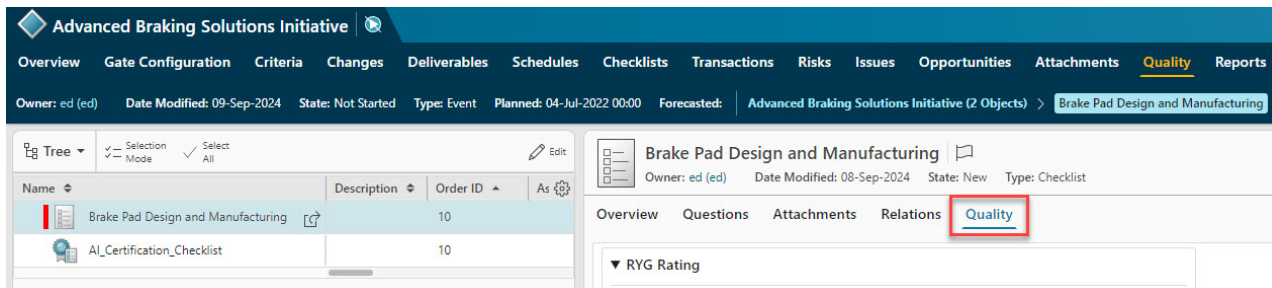 Advanced Braking Solutions Initiative
Overview Gate Configuration Criteria Changes Deliverables Schedules Checklists Transactions Risks Issues Opportunities Attachments Quality Reports
Owner: ed (ed) Date Modified: 09-Sep-2024 State: Not Started Type: Event Planned: 04-Jul-2022 00:00 Forecasted: Advanced Braking Solutions Initiative (2 Objects) > Brake Pad Design and Manufacturing
Tree Selection Mode Select All Edit
Name Description Order ID As
Brake Pad Design and Manufacturing 10
AI_Certification_Checklist 10
Brake Pad Design and Manufacturing
Owner: ed (ed) Date Modified: 08-Sep-2024 State: New Type: Checklist
Overview Questions Attachments Relations Quality
RYG Rating